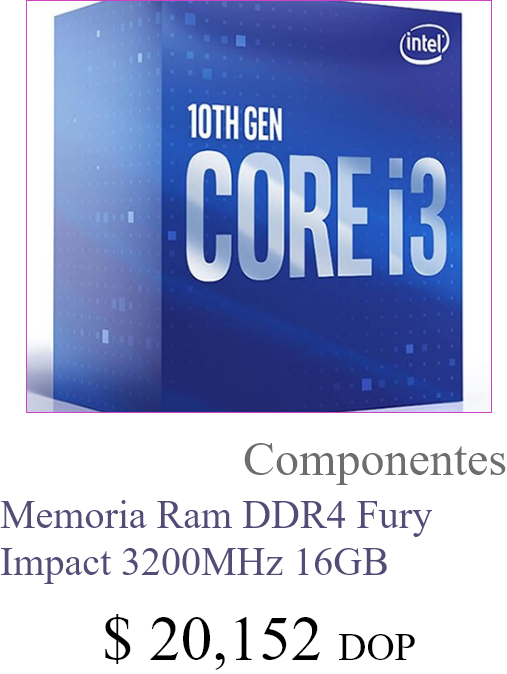 intel
10TH GEN
CORE i3
Componentes
Memoria Ram DDR4 Fury
Impact 3200MHz 16GB
$ 20,152 DOP